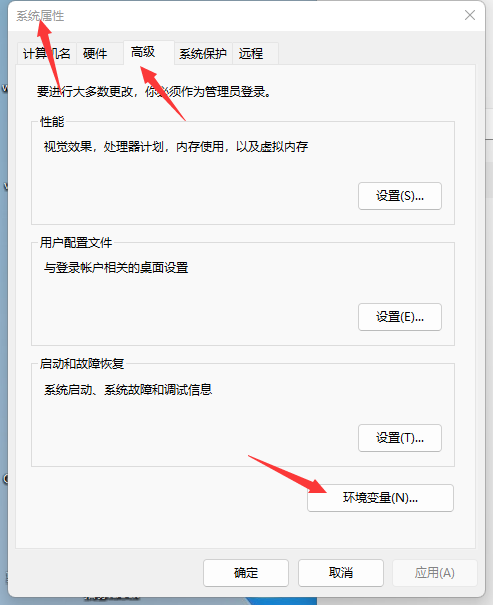 系统属性
计算机名 硬件 高级 系统保护 远程
要进行大多数更改，你必须作为管理员登录。
性能
视觉效果，处理器计划，内存使用，以及虚拟内存
设置(S)...
用户配置文件
与登录帐户相关的桌面设置
设置(E)...
启动和故障恢复
系统启动、系统故障和调试信息
设置(T)...
环境变量(N)...
确定 取消 应用(A)